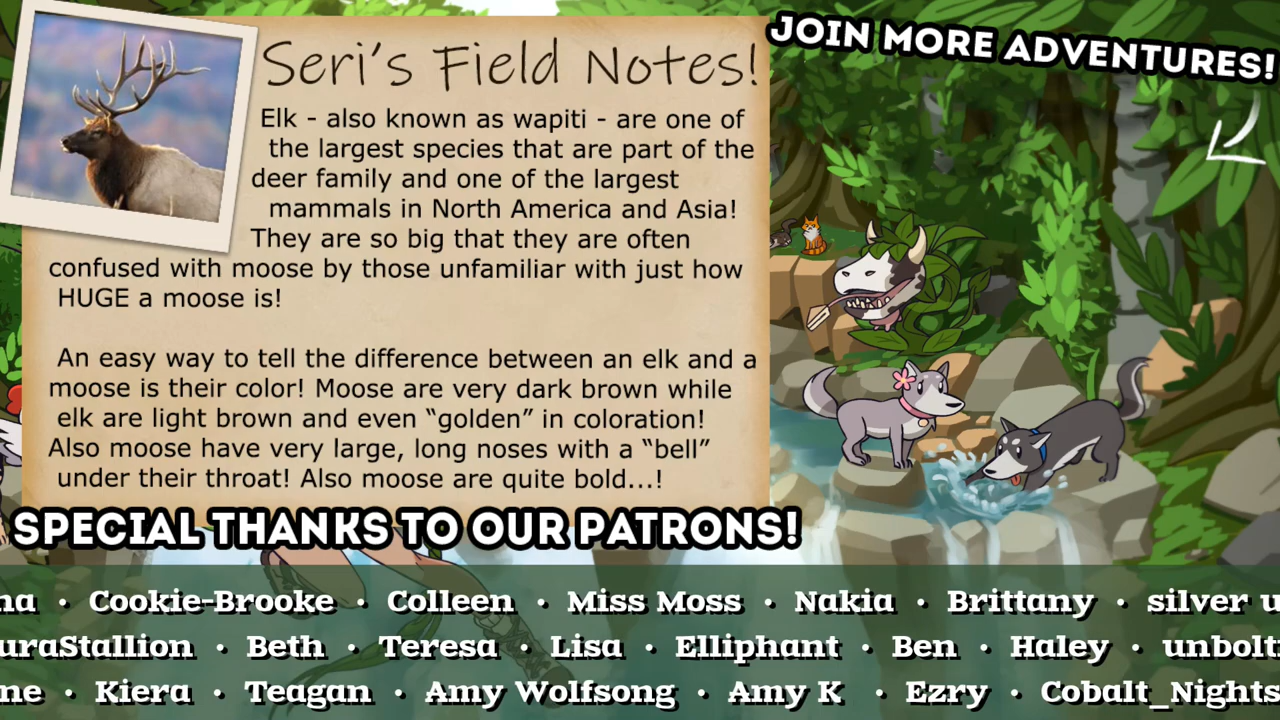 Seri's Field Notes!
JOIN MORE ADVENTURES!
Elk - also known as wapiti - are one of
the largest species that are part of the
deer family and one of the largest
mammals in North America and Asia!
They are so big that they are often
confused with moose by those unfamiliar with just how
HUGE a moose is!
An easy way to tell the difference between an elk and a
moose is their color! Moose are very dark brown while
elk are light brown and even “golden” in coloration!
Also moose have very large, long noses with a “bell”
under their throat! Also moose are quite bold...!
SPECIAL THANKS TO OUR PATRONS!
na · Cookie-Brooke · Colleen · Miss Moss · Nakia · Brittany · silver u
uraStallion · Beth · Teresa · Lisa · Elliphant · Ben · Haley · unbolt
ne · Kiera · Teagan · Amy Wolfsong · Amy K · Ezry · Cobalt_Nights